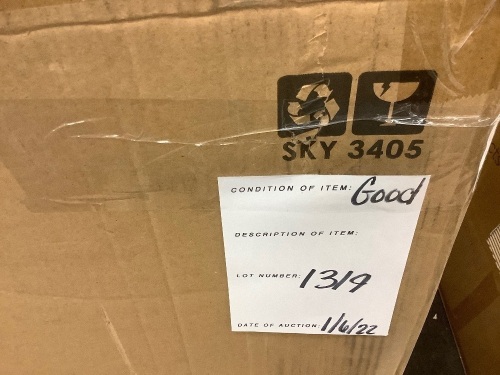 SKY 3405
CONDITION OF ITEM: Good
DESCRIPTION OF ITEM:
LOT NUMBER: 1319
DATE OF AUCTION: 1/6/22